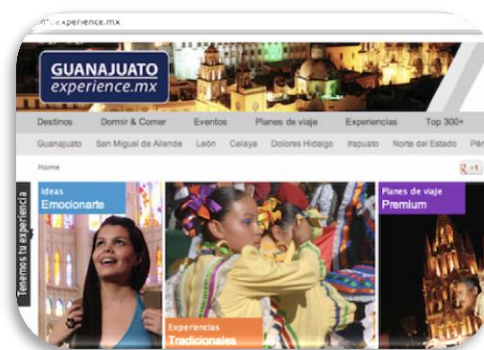 experience.mx
GUANAJUATO
experience.mx
Destinos Dormir & Comer Eventos Planes de viaje Experiencias Top 300+
Guanajuato San Miguel de Allende León Celaya Dolores Hidalgo Irapuato Norte del Estado
Home
+1
Tenemos tu experiencia
Ideas
Emocionarte
Experiencias
Tradicionales
Planes de viaje
Premium